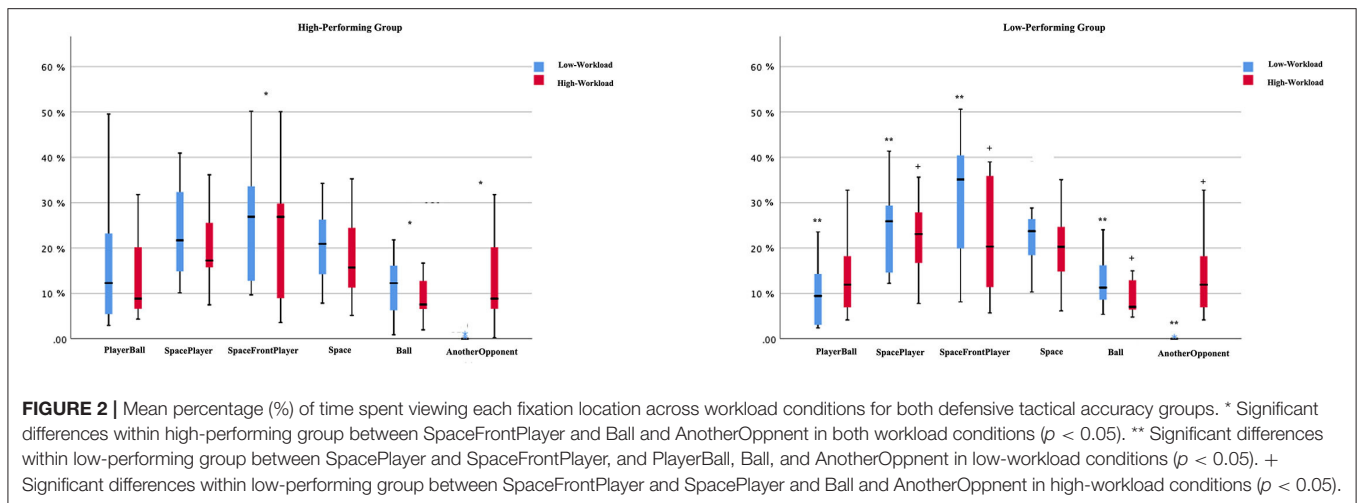 High-Performing Group
Low-Workload
High-Workload
60 %
50 %
40 %
30 %
20 %
10 %
.00
*
*
*
PlayerBall SpacePlayer SpaceFrontPlayer Space Ball AnotherOpponent
Low-Performing Group
Low-Workload
High-Workload
60 %
50 %
40 %
30 %
20 %
10 %
.00
** ** + ** + ** + ** +
PlayerBall SpacePlayer SpaceFrontPlayer Space Ball AnotherOpponent
FIGURE 2 | Mean percentage (%) of time spent viewing each fixation location across workload conditions for both defensive tactical accuracy groups. * Significant
differences within high-performing group between SpaceFrontPlayer and Ball and AnotherOppnent in both workload conditions (p < 0.05). ** Significant differences
within low-performing group between SpacePlayer and SpaceFrontPlayer, and PlayerBall, Ball, and AnotherOppnent in low-workload conditions (p < 0.05). +
Significant differences within low-performing group between SpaceFrontPlayer and SpacePlayer and Ball and AnotherOppnent in high-workload conditions (p < 0.05).